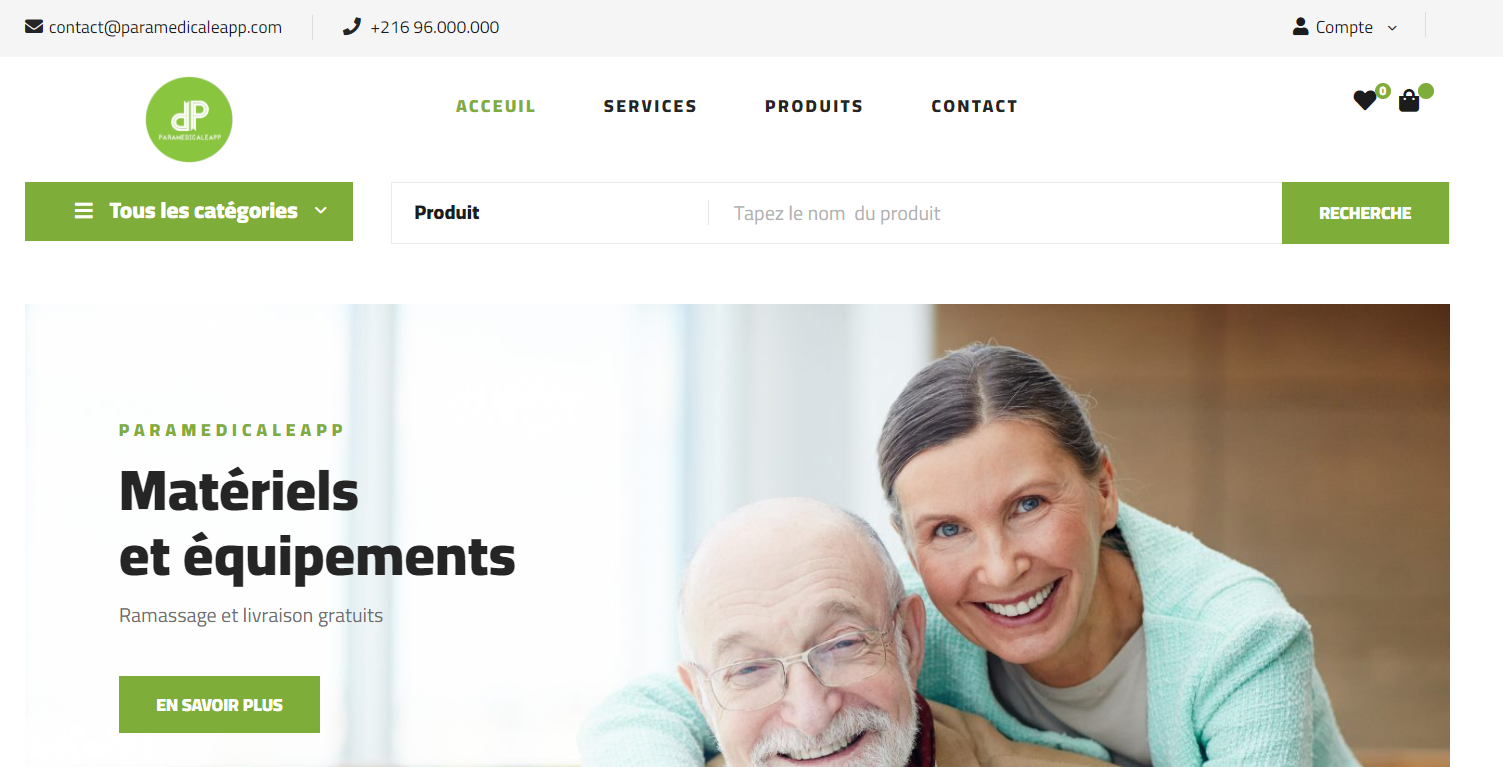 contact@paramedicaleapp.com
+216 96.000.000
Compte
dP
PARAMEDICALEAPP
ACCEUIL
SERVICES
PRODUITS
CONTACT
0
Tous les catégories
Produit
Tapez le nom  du produit
RECHERCHE
PARAMEDICALEAPP
Matériels
et équipements
Ramassage et livraison gratuits
EN SAVOIR PLUS